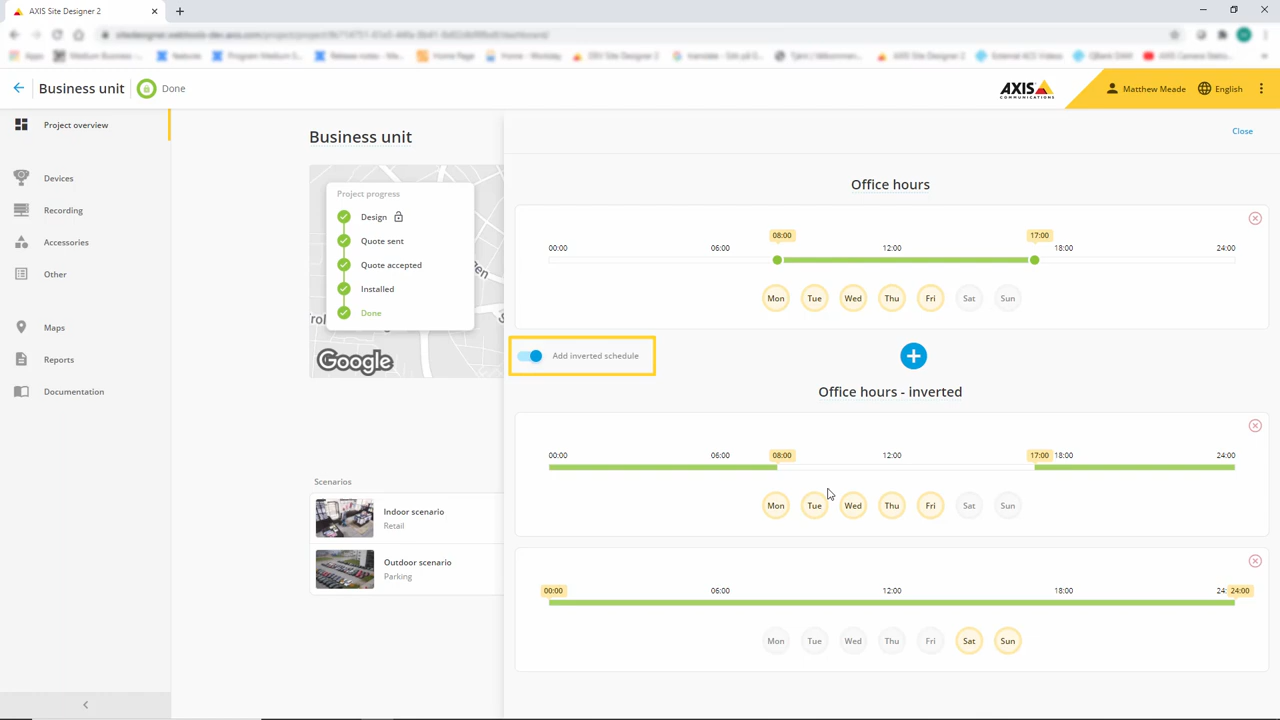 AXIS Site Designer 2
Business unit
Done
AXIS
COMMUNICATIONS
Matthew Meade
English
Project overview
Devices
Recording
Accessories
Other
Maps
Reports
Documentation
Business unit
Project progress
Design
Quote sent
Quote accepted
Installed
Done
Google
Scenarios
Indoor scenario
Retail
Outdoor scenario
Parking
Close
Office hours
08:00 17:00
00:00 06:00 12:00 18:00 24:00
Mon Tue Wed Thu Fri Sat Sun
Add inverted schedule
Office hours - inverted
00:00 06:00 08:00 12:00 17:00 18:00 24:00
Mon Tue Wed Thu Fri Sat Sun
00:00 06:00 12:00 18:00 24: 24:00
Mon Tue Wed Thu Fri Sat Sun